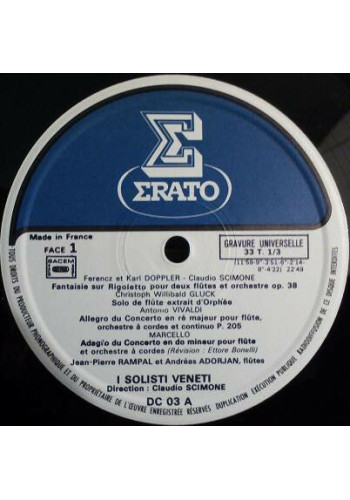 ERATO
Made in France
FACE 1
SACEM
GRAVURE UNIVERSELLE
33 T. 1/3
22'49
Ferencz et Karl DOPPLER - Claudio SCIMONE
Fantaisie sur Rigoletto pour deux flûtes et orchestre op. 38
Christoph Willibald GLUCK
Solo de flûte extrait d'Orphée
Antonio VIVALDI
Allegro du Concerto en ré majeur pour flûte,
orchestre à cordes et continuo P. 205
MARCELLO
Adagio du Concerto en do mineur pour flûte
et orchestre de cordes (Révision : Ettore Bonelli)
Jean-Pierre RAMPAL et Andréas ADORJAN, flûtes
I SOLISTI VENETI
Direction : Claudio SCIMONE
DC 03 A
TOUS DROITS DU PRODUCTEUR PHONOGRAPHIQUE ET DU PROPRIÉTAIRE DE L'ŒUVRE ENREGISTRÉE RÉSERVÉS DUPLICATION EXÉCUTION PUBLIQUE RADIODIFFUSION DE CE DISQUE INTERDITES